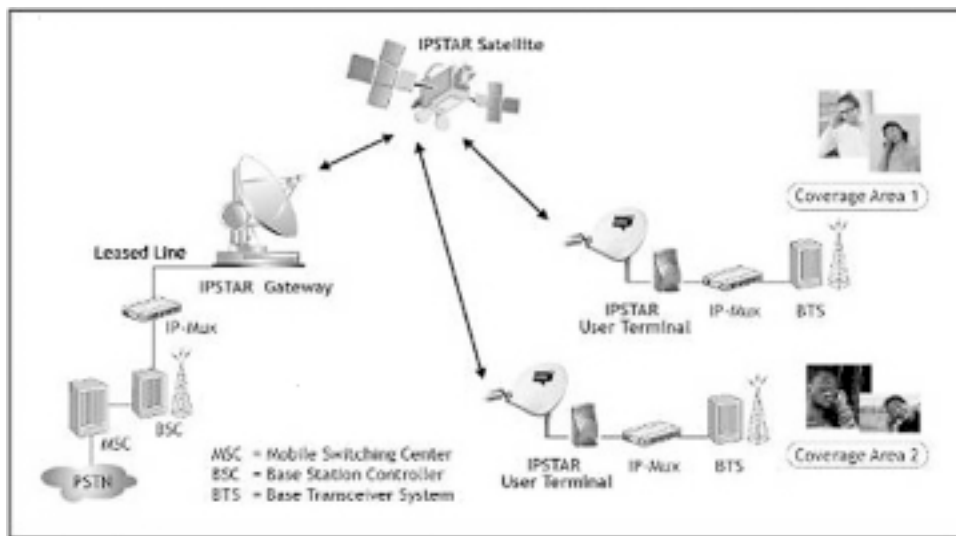 IPSTAR Satellite
Coverage Area 1
Leased Line
IPSTAR Gateway
IP-Mux
IPSTAR
User Terminal
IP-Mux
BTS
MSC
BSC
PSTN
MSC = Mobile Switching Center
BSC = Base Station Controller
BTS = Base Transceiver System
IPSTAR
User Terminal
IP-Mux
BTS
Coverage Area 2